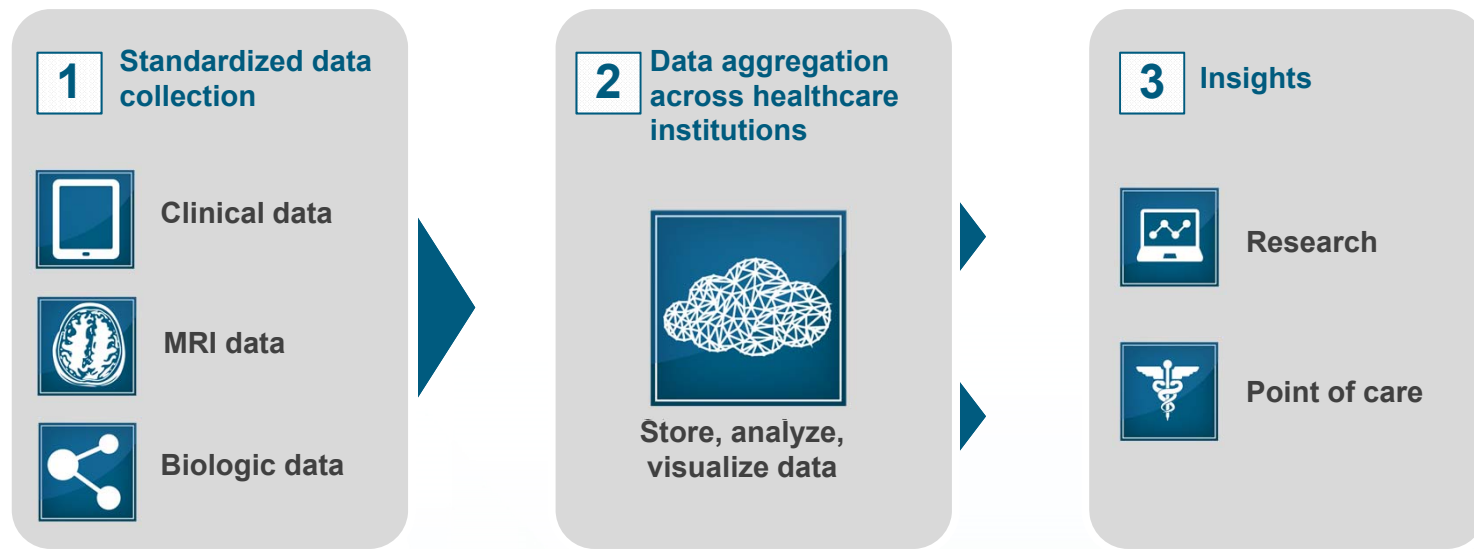 1
Standardized data
collection
Clinical data
MRI data
Biologic data
2
Data aggregation
across healthcare
institutions
Store, analyze,
visualize data
3
Insights
Research
Point of care